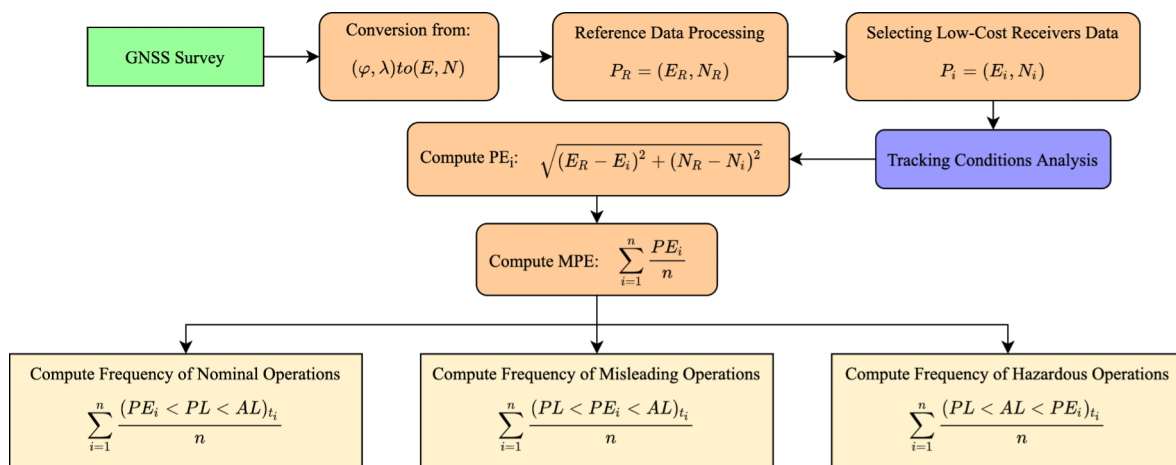 GNSS Survey
Conversion from:
(φ, λ)to(E, N)
Reference Data Processing
P_R = (E_R, N_R)
Selecting Low-Cost Receivers Data
P_i = (E_i, N_i)
Tracking Conditions Analysis
Compute PE_i: √((E_R − E_i)² + (N_R − N_i)²)
Compute MPE: ∑_{i=1}^{n} PE_i / n
Compute Frequency of Nominal Operations
∑_{i=1}^{n} (PE_i < PL < AL)_{t_i} / n
Compute Frequency of Misleading Operations
∑_{i=1}^{n} (PL < PE_i < AL)_{t_i} / n
Compute Frequency of Hazardous Operations
∑_{i=1}^{n} (PL < AL < PE_i)_{t_i} / n